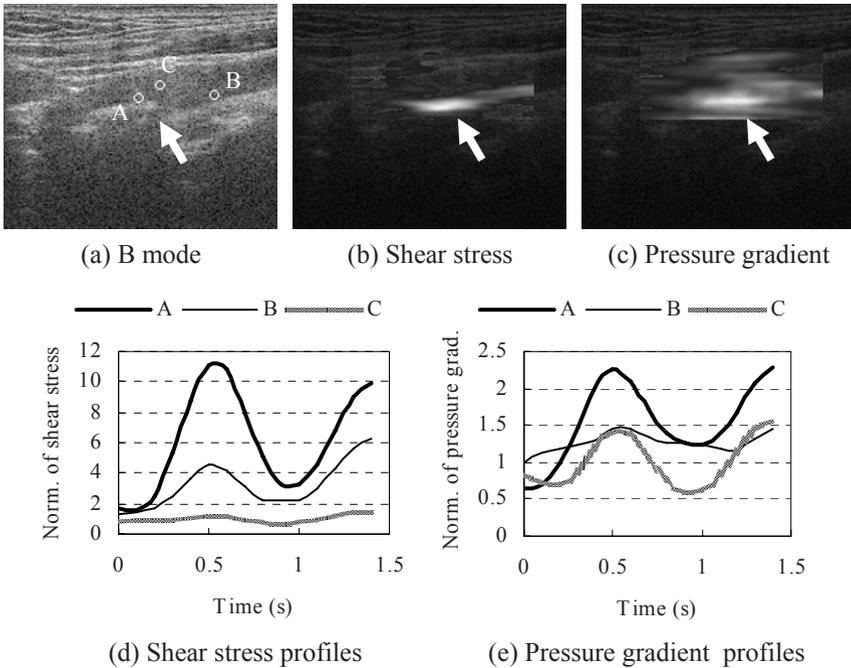 C
B
A
(a) B mode
(b) Shear stress
(c) Pressure gradient
A B C
Norm. of shear stress
12
10
8
6
4
2
0
0 0.5 1 1.5
Time (s)
(d) Shear stress profiles
A B C
Norm. of pressure grad.
2.5
2
1.5
1
0.5
0
0 0.5 1 1.5
Time (s)
(e) Pressure gradient profiles